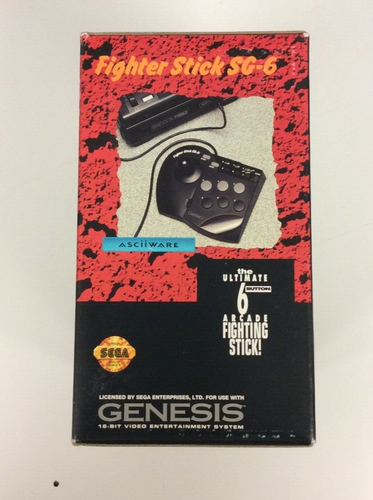 Fighter Stick SG-6
ASCIIWARE
the
ULTIMATE
6 BUTTON
ARCADE
FIGHTING
STICK!
SEGA
LICENSED BY SEGA ENTERPRISES, LTD. FOR USE WITH
GENESIS
16-BIT VIDEO ENTERTAINMENT SYSTEM